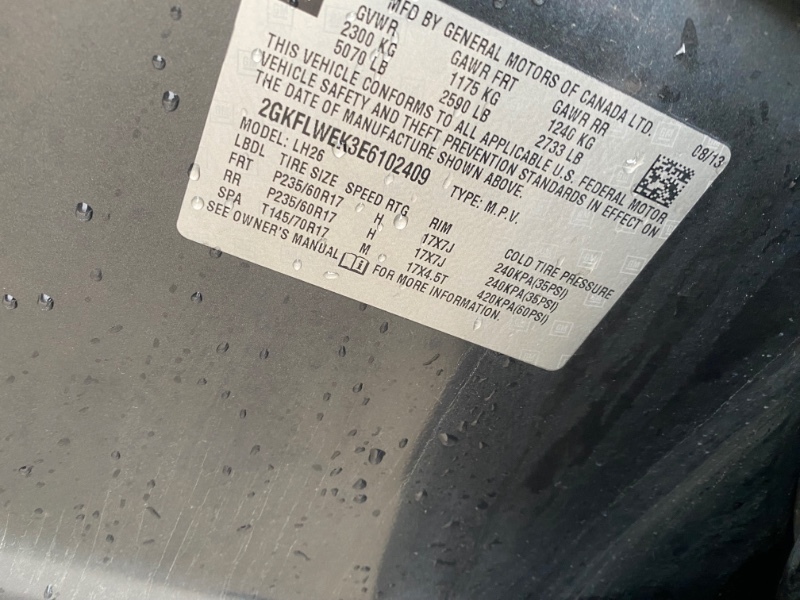 MFD BY GENERAL MOTORS OF CANADA LTD.
GVWR GAWR FRT GAWR RR 08/13
2300 KG 1175 KG 1240 KG
5070 LB 2590 LB 2733 LB
THIS VEHICLE CONFORMS TO ALL APPLICABLE U.S. FEDERAL MOTOR
VEHICLE SAFETY AND THEFT PREVENTION STANDARDS IN EFFECT ON
THE DATE OF MANUFACTURE SHOWN ABOVE.
2GKFLWEK3E6102409 TYPE: M.P.V.
MODEL: LH26
LBDL TIRE SIZE SPEED RTG RIM COLD TIRE PRESSURE
FRT P235/60R17 H 17X7J 240KPA(35PSI)
RR P235/60R17 H 17X7J 240KPA(35PSI)
SPA T145/70R17 M 17X4.5T 420KPA(60PSI)
SEE OWNER'S MANUAL FOR MORE INFORMATION.